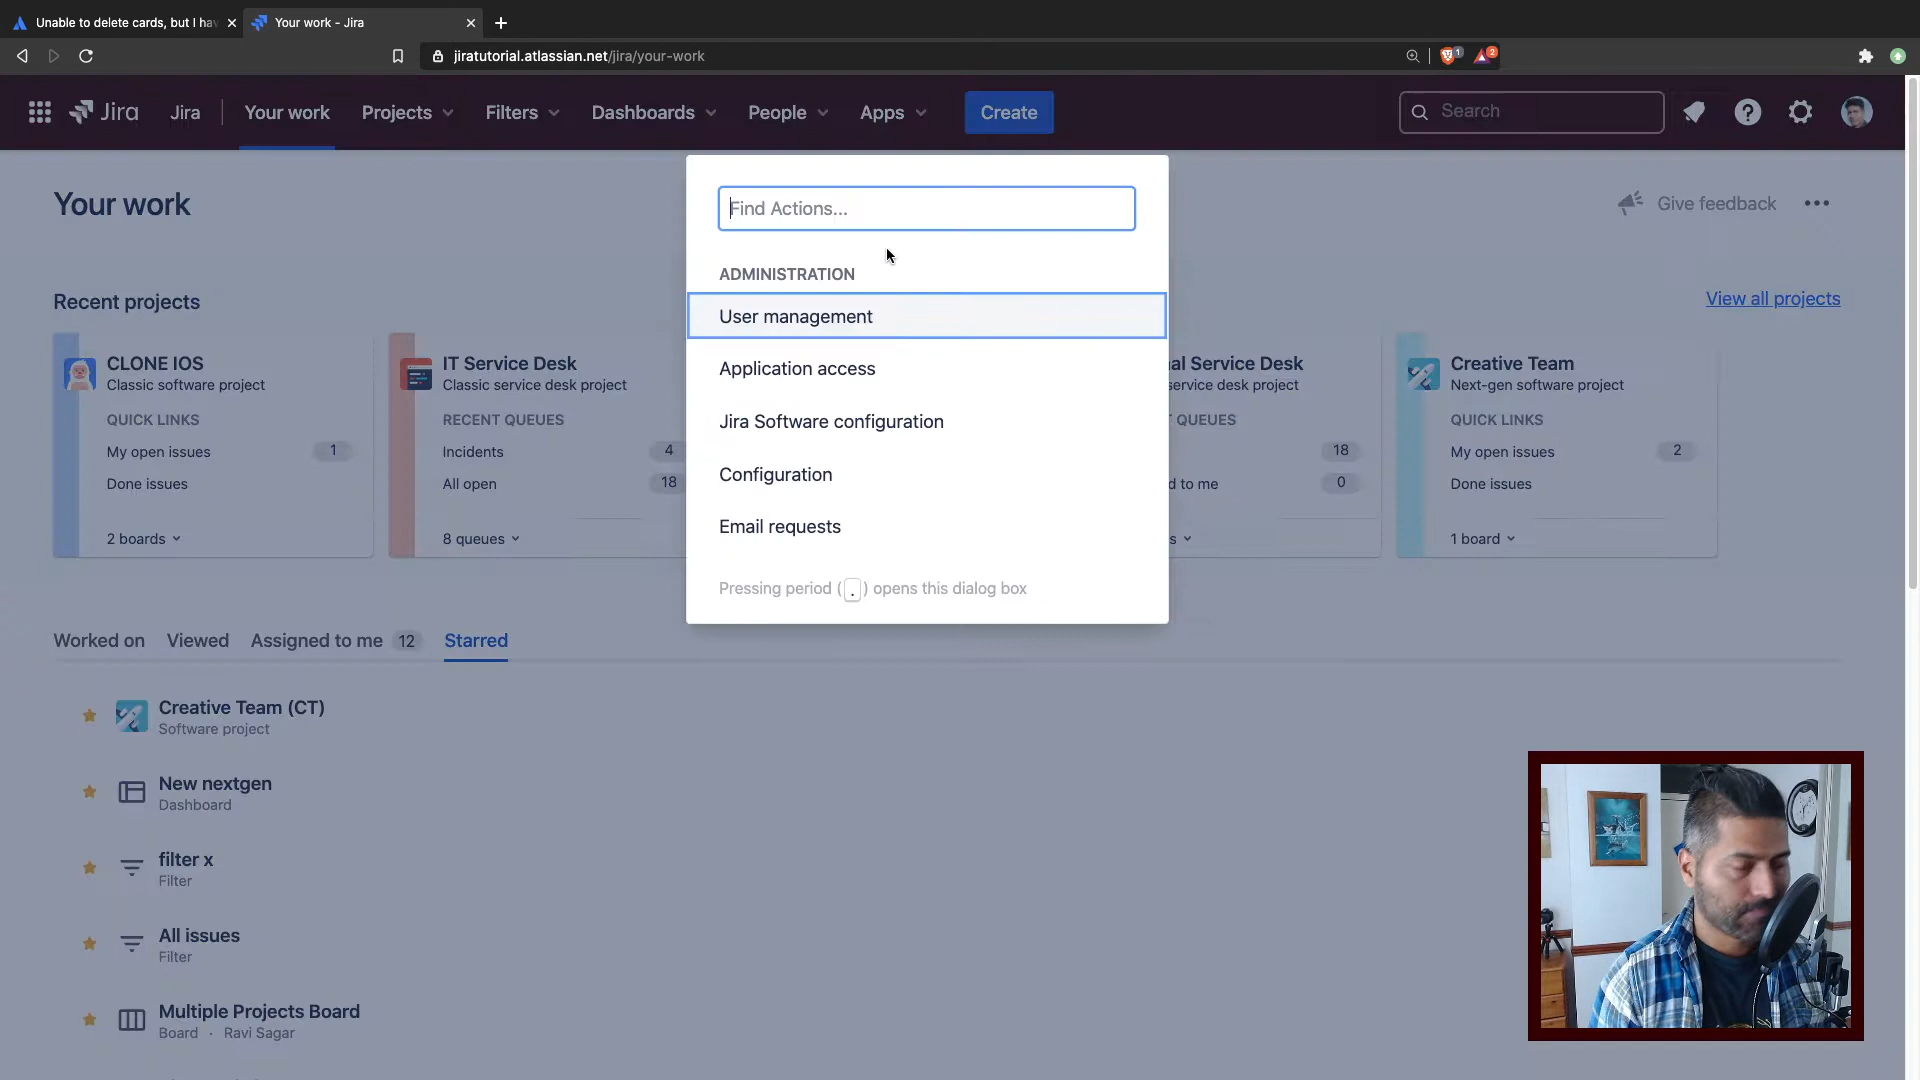 Unable to delete cards, but I hav
Your work - Jira
jiratutorial.atlassian.net/jira/your-work
1
2
Jira
Jira
Your work
Projects
Filters
Dashboards
People
Apps
Create
Search
Your work
Give feedback
Find Actions...
ADMINISTRATION
User management
Application access
Jira Software configuration
Configuration
Email requests
Pressing period ( . ) opens this dialog box
Recent projects
View all projects
CLONE IOS
Classic software project
QUICK LINKS
My open issues 1
Done issues
2 boards
IT Service Desk
Classic service desk project
RECENT QUEUES
Incidents 4
All open 18
8 queues
al Service Desk
service desk project
QUEUES
18
d to me 0
s
Creative Team
Next-gen software project
QUICK LINKS
My open issues 2
Done issues
1 board
Worked on
Viewed
Assigned to me 12
Starred
Creative Team (CT)
Software project
New nextgen
Dashboard
filter x
Filter
All issues
Filter
Multiple Projects Board
Board · Ravi Sagar